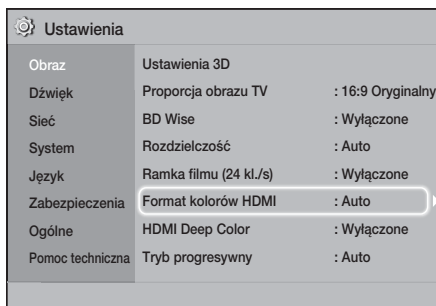 Ustawienia
Obraz
Dźwięk
Sieć
System
Język
Zabezpieczenia
Ogólne
Pomoc techniczna
Ustawienia 3D
Proporcja obrazu TV : 16:9 Oryginalny
BD Wise : Wyłączone
Rozdzielczość : Auto
Ramka filmu (24 kl./s) : Wyłączone
Format kolorów HDMI : Auto
HDMI Deep Color : Wyłączone
Tryb progresywny : Auto